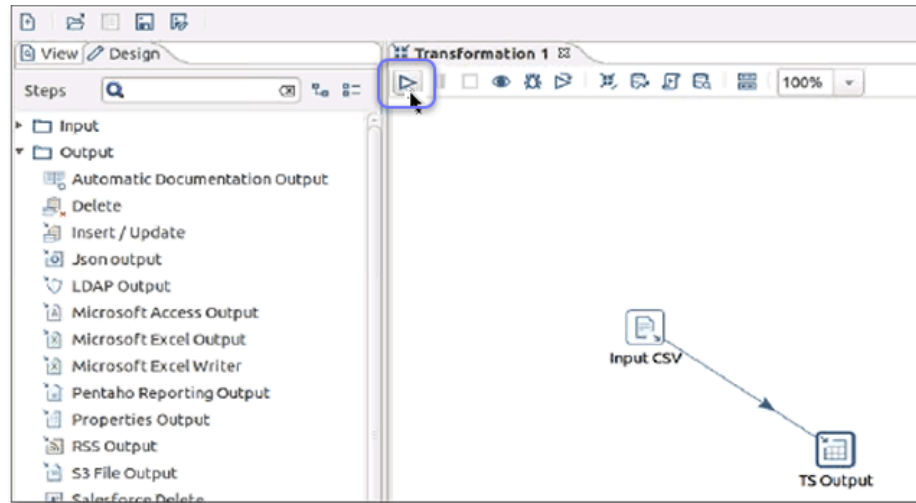 View Design
Transformation 1
Steps
100%
Input
Output
Automatic Documentation Output
Delete
Insert / Update
Json output
LDAP Output
Microsoft Access Output
Microsoft Excel Output
Microsoft Excel Writer
Pentaho Reporting Output
Properties Output
RSS Output
S3 File Output
Salesforce Delete
Input CSV
TS Output